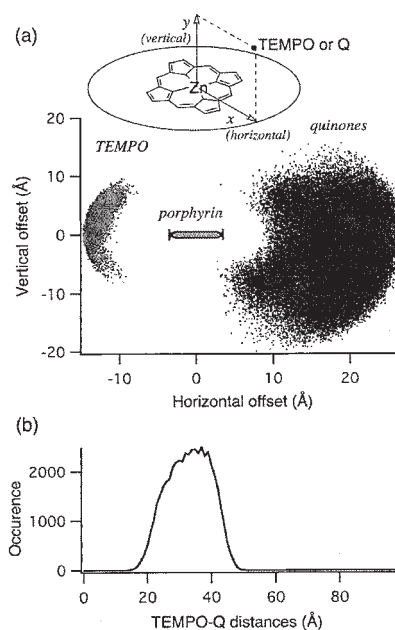 (a)
y
(vertical)
TEMPO or Q
Zn
x
(horizontal)
TEMPO
quinones
porphyrin
Vertical offset (Å)
20
10
0
-10
-20
-10
0
10
20
Horizontal offset (Å)
(b)
Occurence
2000
1000
0
0
20
40
60
80
TEMPO-Q distances (Å)